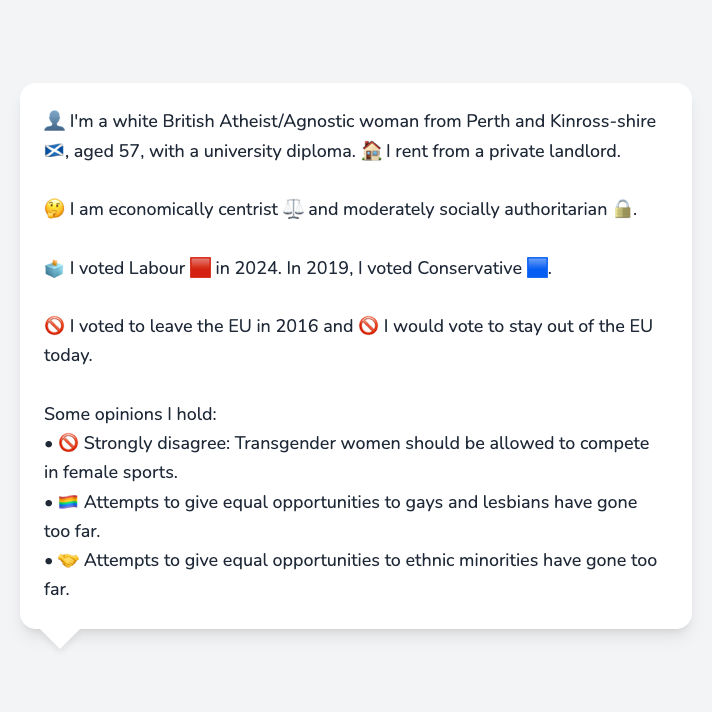 👤 I'm a white British Atheist/Agnostic woman from Perth and Kinross-shire
🏴󠁧󠁢󠁳󠁣󠁴󠁿, aged 57, with a university diploma. 🏠 I rent from a private landlord.
🤔 I am economically centrist ⚖️ and moderately socially authoritarian 🔒.
🗳️ I voted Labour 🟥 in 2024. In 2019, I voted Conservative 🟦.
🚫 I voted to leave the EU in 2016 and 🚫 I would vote to stay out of the EU
today.
Some opinions I hold:
• 🚫 Strongly disagree: Transgender women should be allowed to compete
in female sports.
• 🏳️‍🌈 Attempts to give equal opportunities to gays and lesbians have gone
too far.
• 🤝 Attempts to give equal opportunities to ethnic minorities have gone too
far.